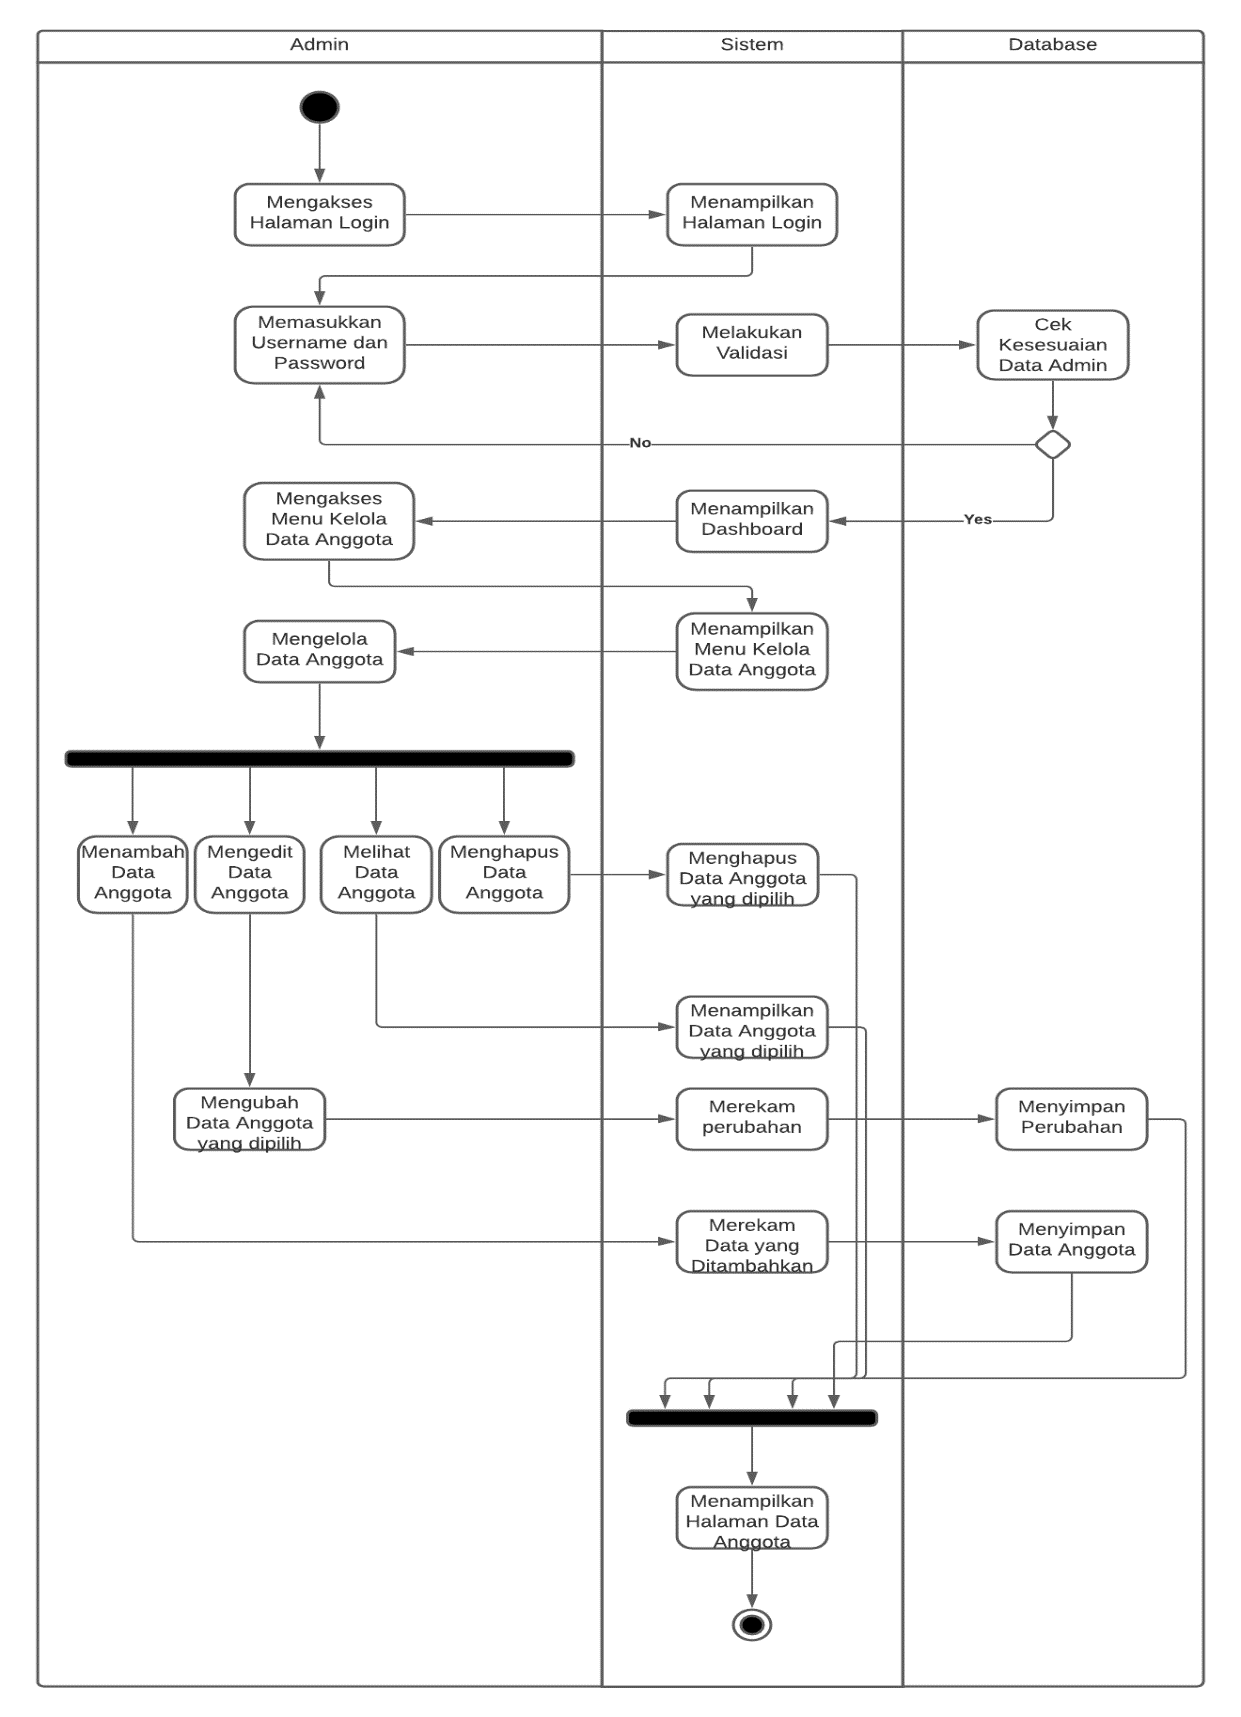 Admin
Sistem
Database
Mengakses
Halaman Login
Menampilkan
Halaman Login
Memasukkan
Username dan
Password
Melakukan
Validasi
Cek
Kesesuaian
Data Admin
No
Mengakses
Menu Kelola
Data Anggota
Menampilkan
Dashboard
Yes
Mengelola
Data Anggota
Menampilkan
Menu Kelola
Data Anggota
Menambah
Data
Anggota
Mengedit
Data
Anggota
Melihat
Data
Anggota
Menghapus
Data
Anggota
Menghapus
Data Anggota
yang dipilih
Menampilkan
Data Anggota
yang dipilih
Mengubah
Data Anggota
yang dipilih
Merekam
perubahan
Menyimpan
Perubahan
Merekam
Data yang
Ditambahkan
Menyimpan
Data Anggota
Menampilkan
Halaman Data
Anggota